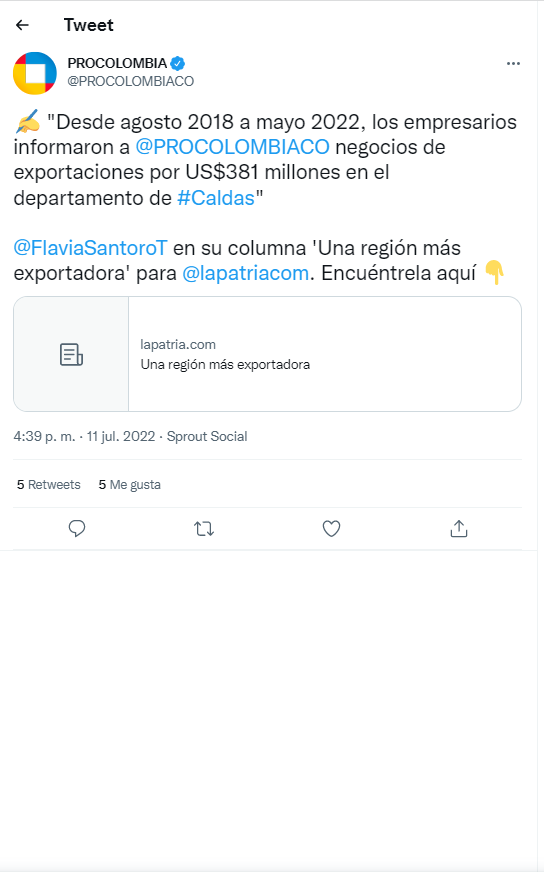 Tweet
PROCOLOMBIA
@PROCOLOMBIACO
"Desde agosto 2018 a mayo 2022, los empresarios
informaron a @PROCOLOMBIACO negocios de
exportaciones por US$381 millones en el
departamento de #Caldas"
@FlaviaSantoroT en su columna 'Una región más
exportadora' para @lapatriacom. Encuéntrela aquí 👇
lapatria.com
Una región más exportadora
4:39 p. m. · 11 jul. 2022 · Sprout Social
5 Retweets 5 Me gusta